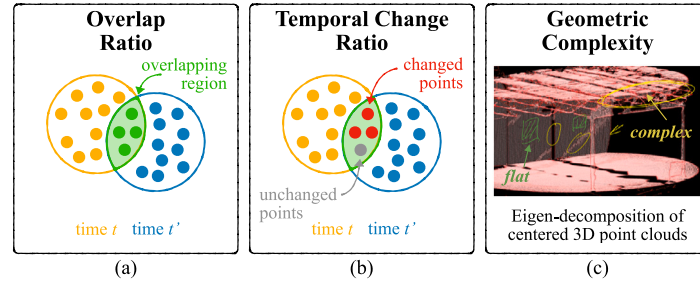 Overlap
Ratio
overlapping
region
time t time t’
(a)
Temporal Change
Ratio
changed
points
unchanged
points
time t time t’
(b)
Geometric
Complexity
complex
flat
Eigen-decomposition of
centered 3D point clouds
(c)